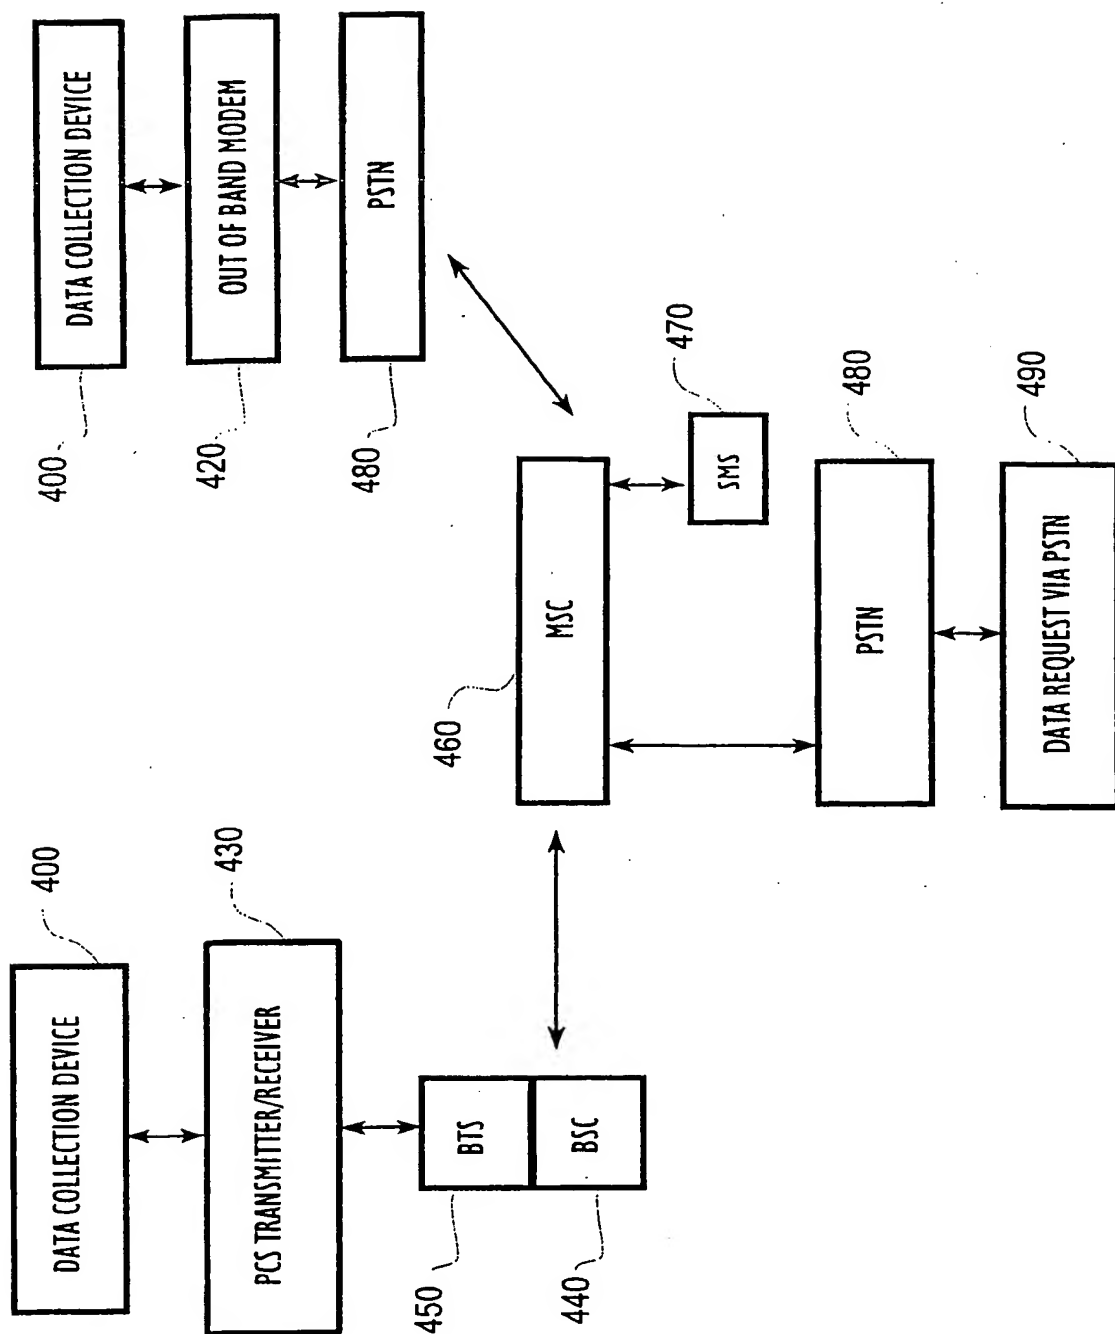 400
DATA COLLECTION DEVICE
430
PCS TRANSMITTER/RECEIVER
450
BTS
440
BSC
400
DATA COLLECTION DEVICE
420
OUT OF BAND MODEM
480
PSTN
460
MSC
470
SMS
480
PSTN
490
DATA REQUEST VIA PSTN